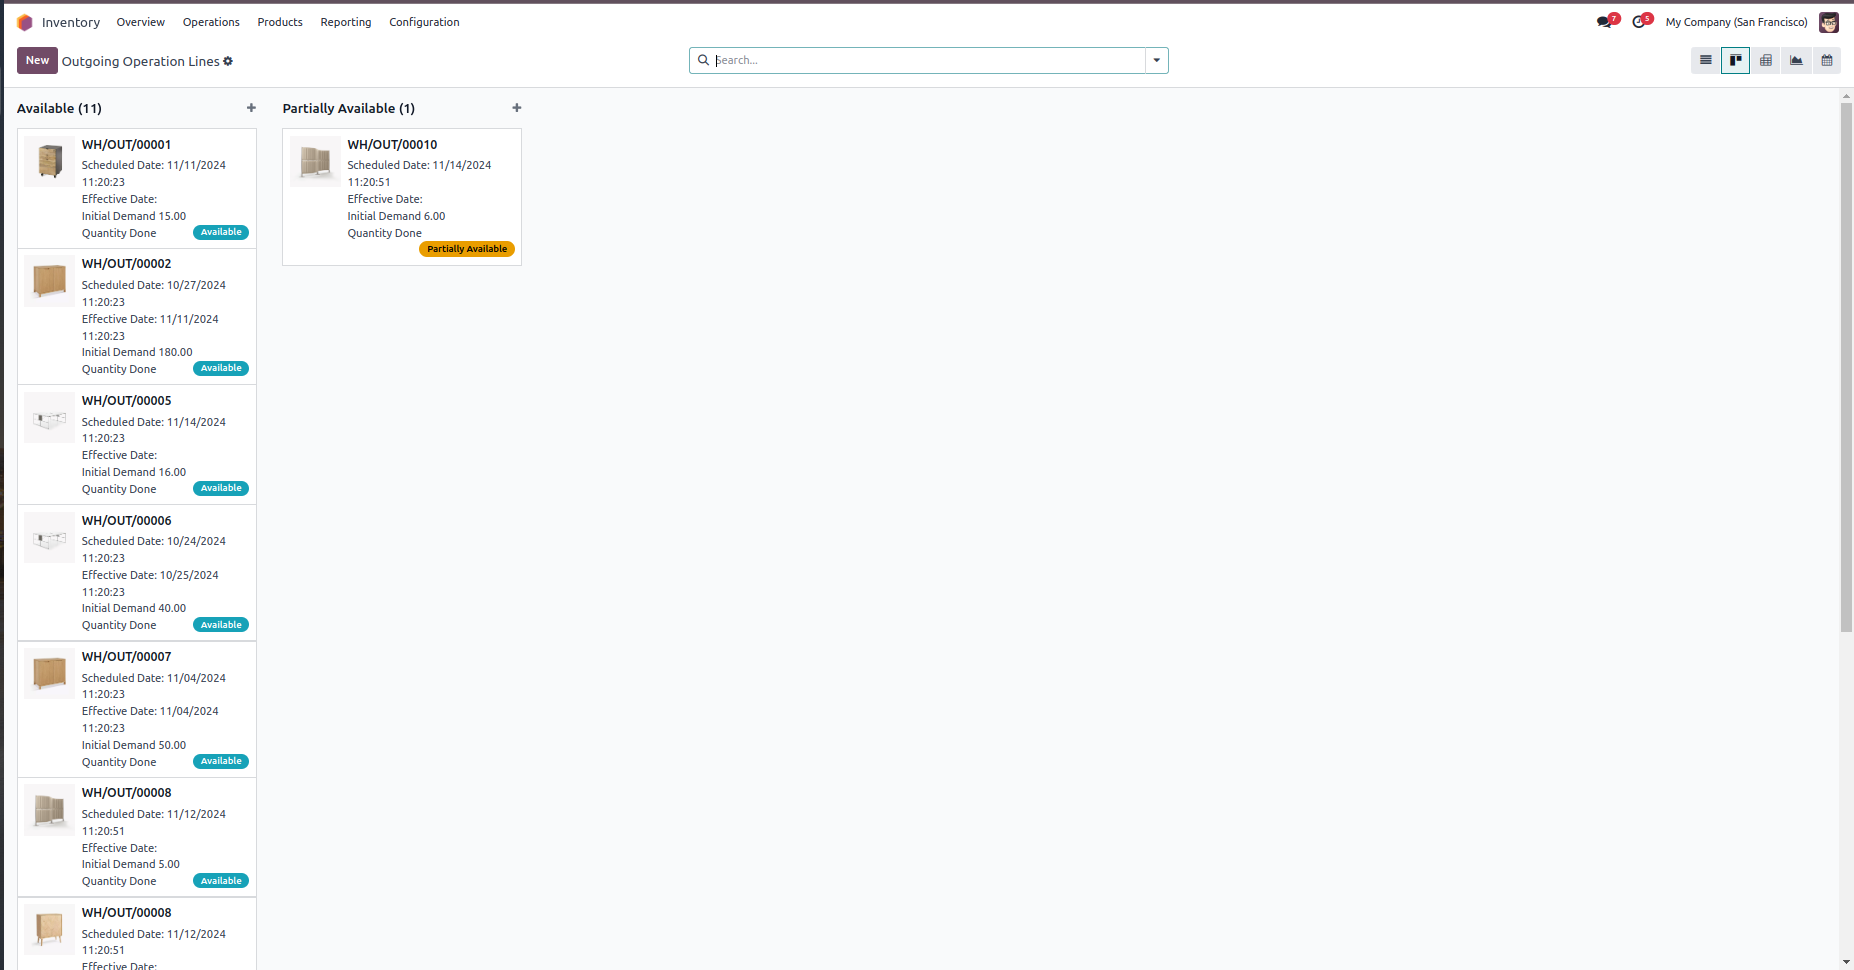 Inventory Overview Operations Products Reporting Configuration 7 5 My Company (San Francisco)
New Outgoing Operation Lines Search...
Available (11)
WH/OUT/00001
Scheduled Date: 11/11/2024
11:20:23
Effective Date:
Initial Demand 15.00
Quantity Done Available
WH/OUT/00002
Scheduled Date: 10/27/2024
11:20:23
Effective Date: 11/11/2024
11:20:23
Initial Demand 180.00
Quantity Done Available
WH/OUT/00005
Scheduled Date: 11/14/2024
11:20:23
Effective Date:
Initial Demand 16.00
Quantity Done Available
WH/OUT/00006
Scheduled Date: 10/24/2024
11:20:23
Effective Date: 10/25/2024
11:20:23
Initial Demand 40.00
Quantity Done Available
WH/OUT/00007
Scheduled Date: 11/04/2024
11:20:23
Effective Date: 11/04/2024
11:20:23
Initial Demand 50.00
Quantity Done Available
WH/OUT/00008
Scheduled Date: 11/12/2024
11:20:51
Effective Date:
Initial Demand 5.00
Quantity Done Available
WH/OUT/00008
Scheduled Date: 11/12/2024
11:20:51
Effective Date:
Partially Available (1)
WH/OUT/00010
Scheduled Date: 11/14/2024
11:20:51
Effective Date:
Initial Demand 6.00
Quantity Done
Partially Available